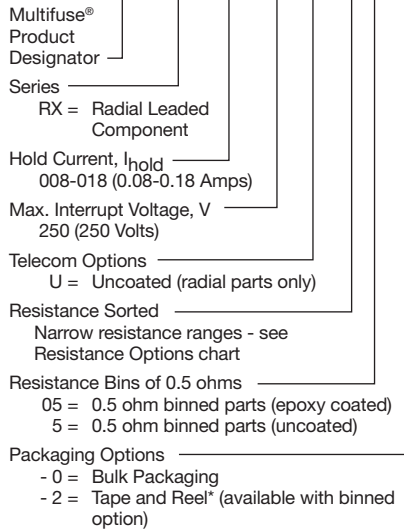 Multifuse®
Product
Designator
Series
RX = Radial Leaded
Component
Hold Current, Ihold
008-018 (0.08-0.18 Amps)
Max. Interrupt Voltage, V
250 (250 Volts)
Telecom Options
U = Uncoated (radial parts only)
Resistance Sorted
Narrow resistance ranges - see
Resistance Options chart
Resistance Bins of 0.5 ohms
05 = 0.5 ohm binned parts (epoxy coated)
5 = 0.5 ohm binned parts (uncoated)
Packaging Options
- 0 = Bulk Packaging
- 2 = Tape and Reel* (available with binned
option)